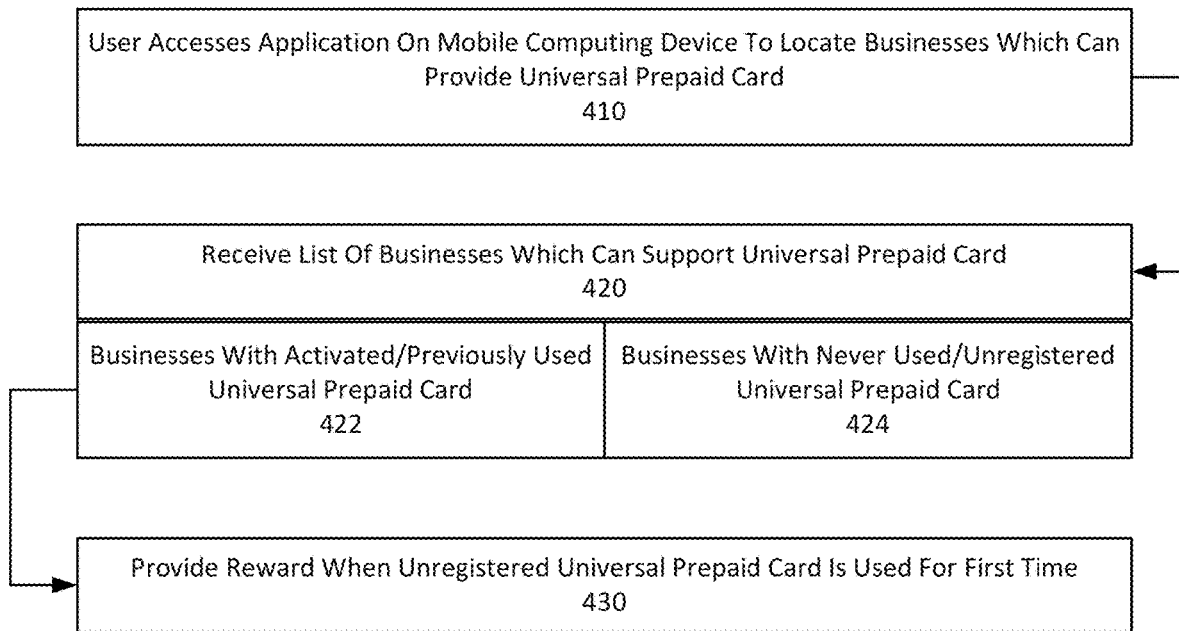 User Accesses Application On Mobile Computing Device To Locate Businesses Which Can
Provide Universal Prepaid Card
410
Receive List Of Businesses Which Can Support Universal Prepaid Card
420
Businesses With Activated/Previously Used
Universal Prepaid Card
422
Businesses With Never Used/Unregistered
Universal Prepaid Card
424
Provide Reward When Unregistered Universal Prepaid Card Is Used For First Time
430